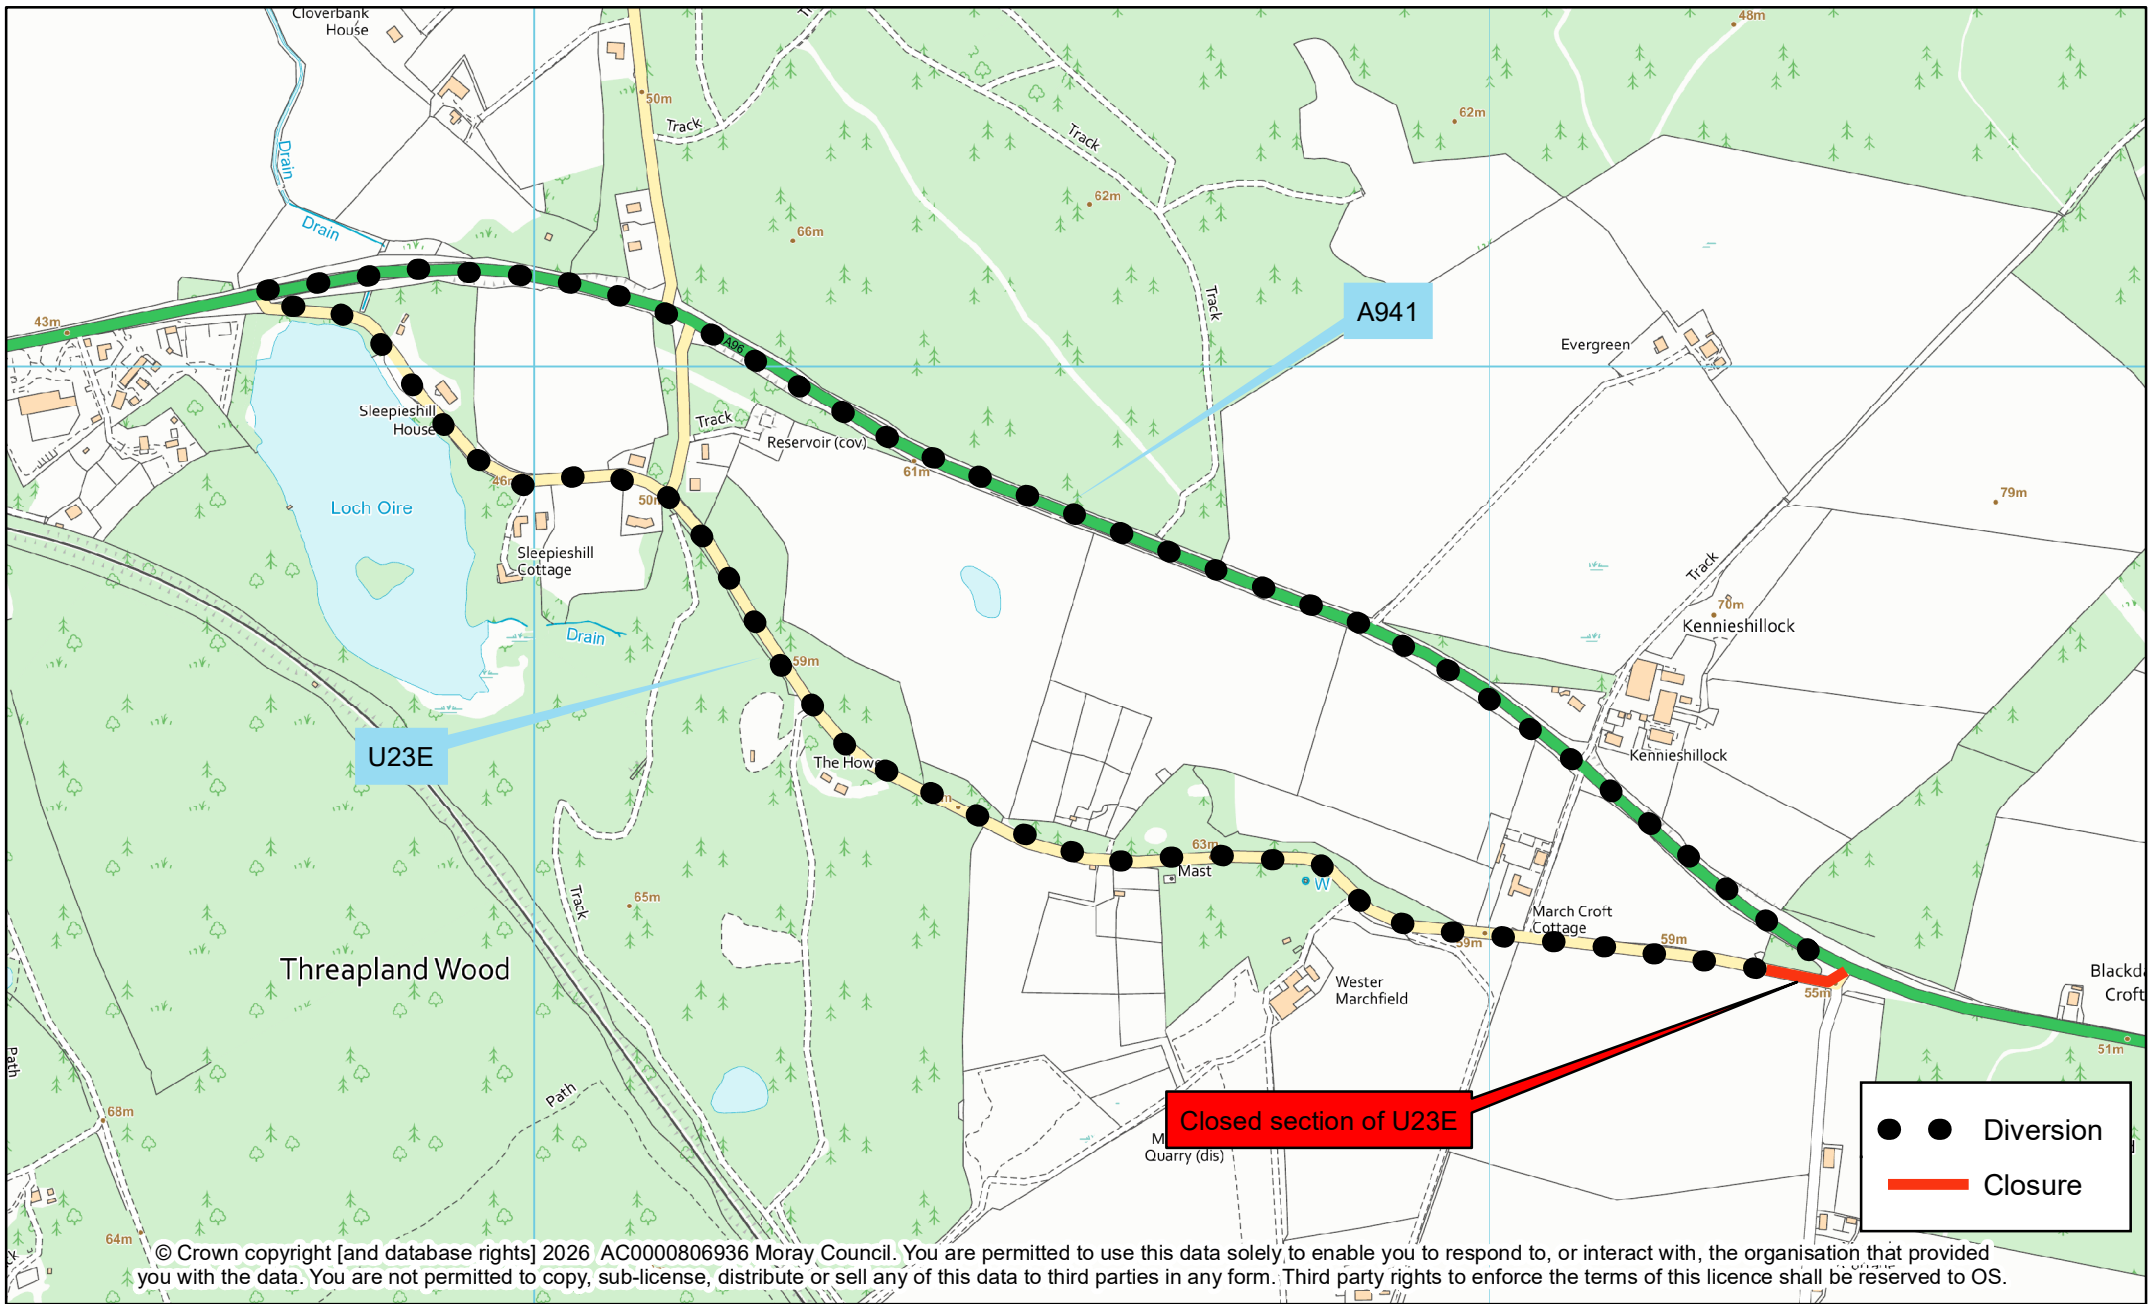 Cloverbank
House
48m
50m
Track
62m
Track
Drain
62m
Drain
66m
Track
A941
43m
A96
Evergreen
Sleepieshill
House
Track
Reservoir (cov)
61m
46m
50m
79m
Loch Oire
Sleepieshill
Cottage
Track
70m
Kennieshillock
Drain
59m
U23E
The Howe
Kennieshillock
63m
Mast
W
65m
Track
March Croft
Cottage
59m
59m
Threapland Wood
Wester
Marchfield
55m
Croft
51m
Path
Path
68m
Closed section of U23E
Quarry (dis)
Diversion
Closure
64m
© Crown copyright [and database rights] 2026 AC0000806936 Moray Council. You are permitted to use this data solely to enable you to respond to, or interact with, the organisation that provided
you with the data. You are not permitted to copy, sub-license, distribute or sell any of this data to third parties in any form. Third party rights to enforce the terms of this licence shall be reserved to OS.